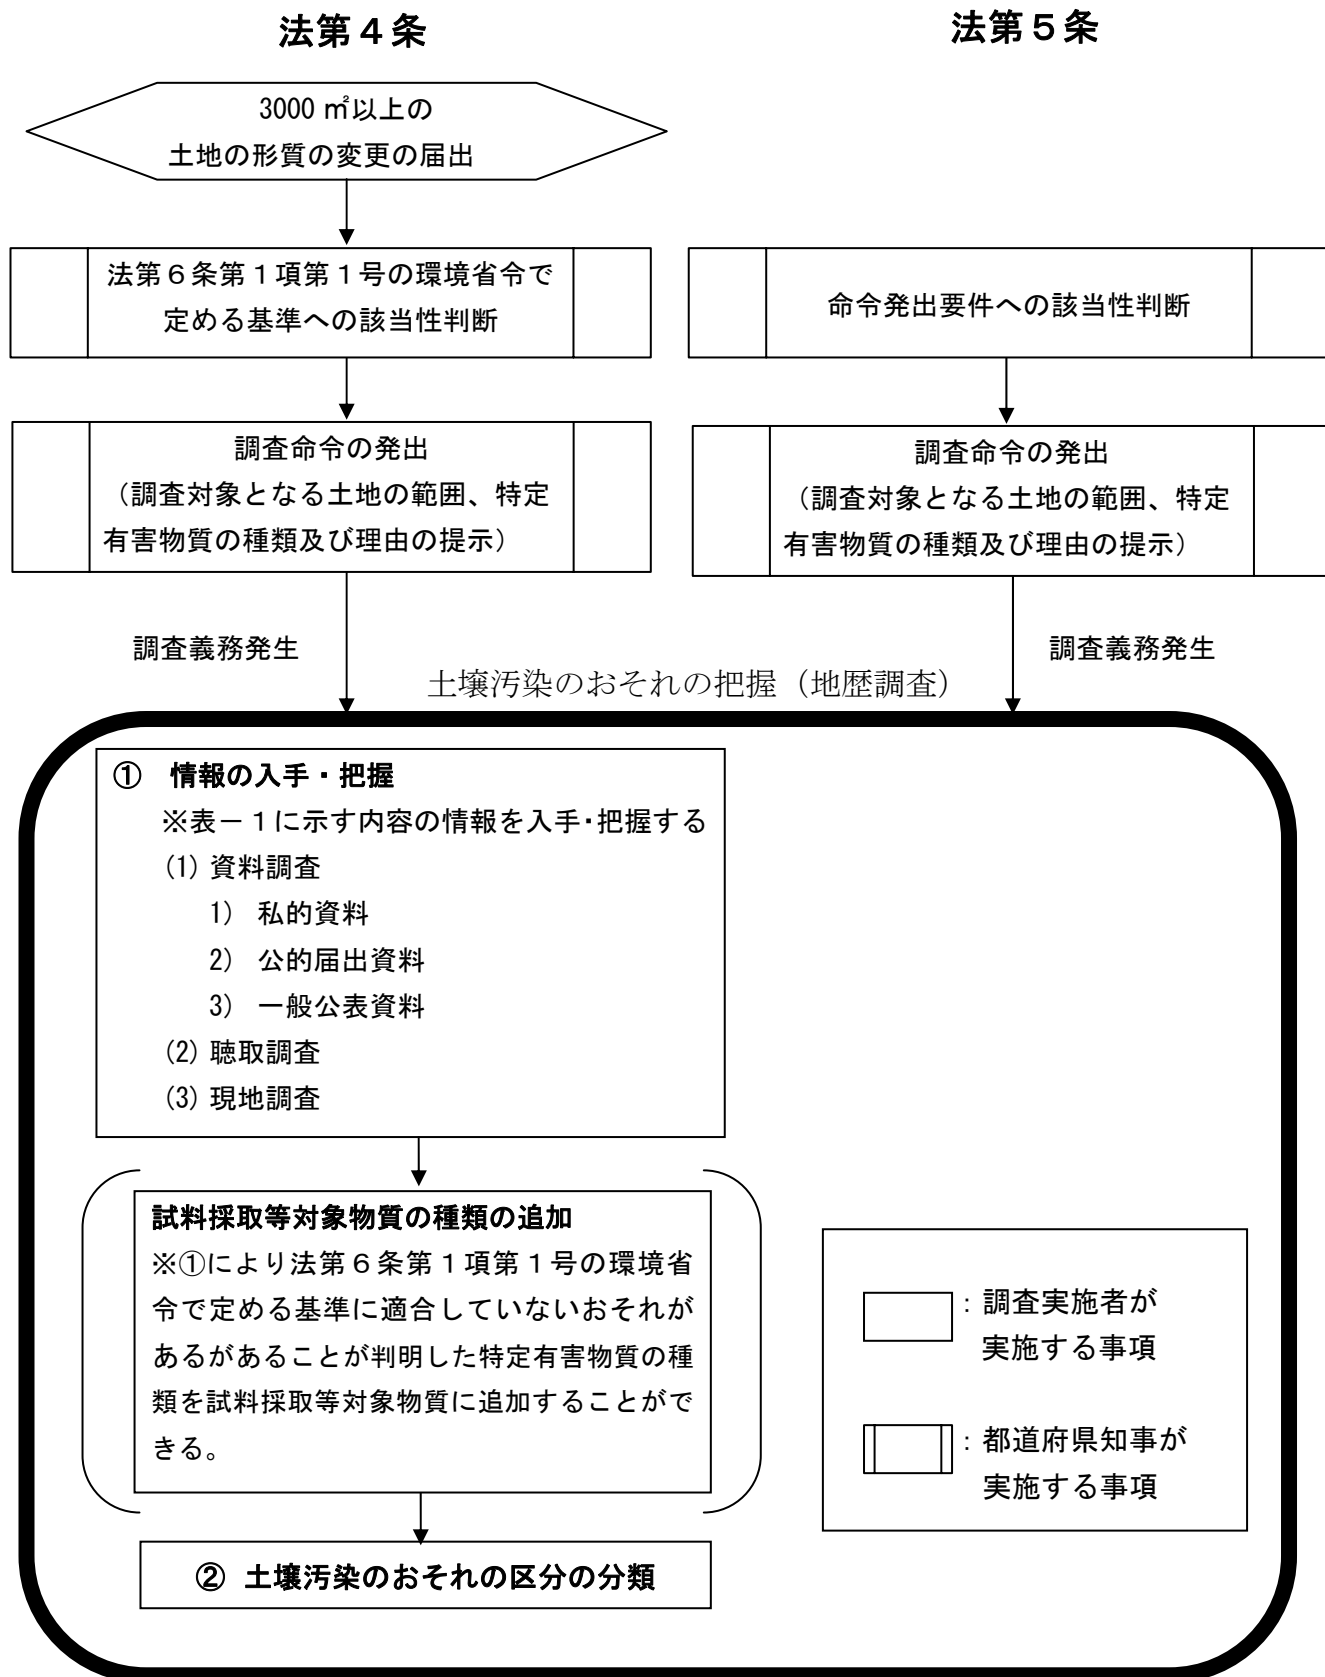 法第４条
3000 ㎡以上の
土地の形質の変更の届出
法第６条第１項第１号の環境省令で
定める基準への該当性判断
調査命令の発出
（調査対象となる土地の範囲、特定
有害物質の種類及び理由の提示）
調査義務発生
法第５条
命令発出要件への該当性判断
調査命令の発出
（調査対象となる土地の範囲、特定
有害物質の種類及び理由の提示）
調査義務発生
土壌汚染のおそれの把握（地歴調査）
① 情報の入手・把握
※表－１に示す内容の情報を入手・把握する
(1) 資料調査
1） 私的資料
2） 公的届出資料
3） 一般公表資料
(2) 聴取調査
(3) 現地調査
試料採取等対象物質の種類の追加
※①により法第６条第１項第１号の環境省
令で定める基準に適合していないおそれが
あるがあることが判明した特定有害物質の種
類を試料採取等対象物質に追加することがで
きる。
② 土壌汚染のおそれの区分の分類
：調査実施者が
実施する事項
：都道府県知事が
実施する事項